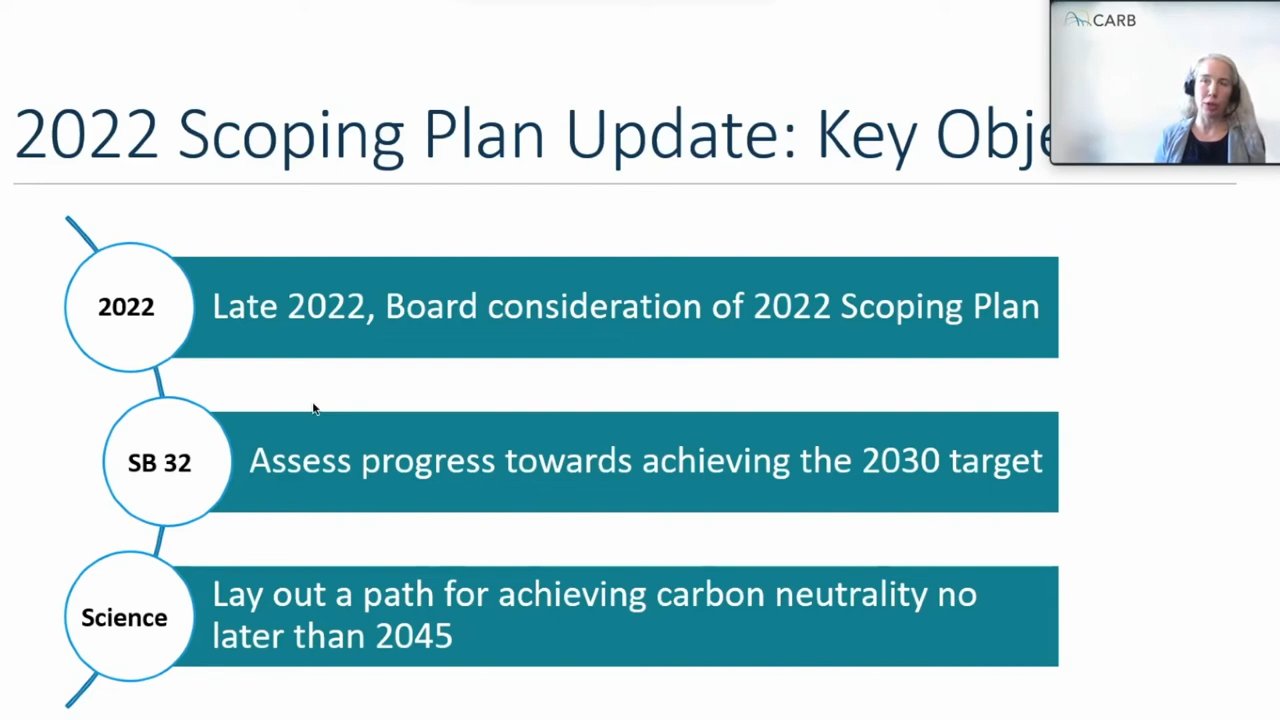 CARB
2022 Scoping Plan Update: Key Obje
2022
Late 2022, Board consideration of 2022 Scoping Plan
SB 32
Assess progress towards achieving the 2030 target
Science
Lay out a path for achieving carbon neutrality no
later than 2045